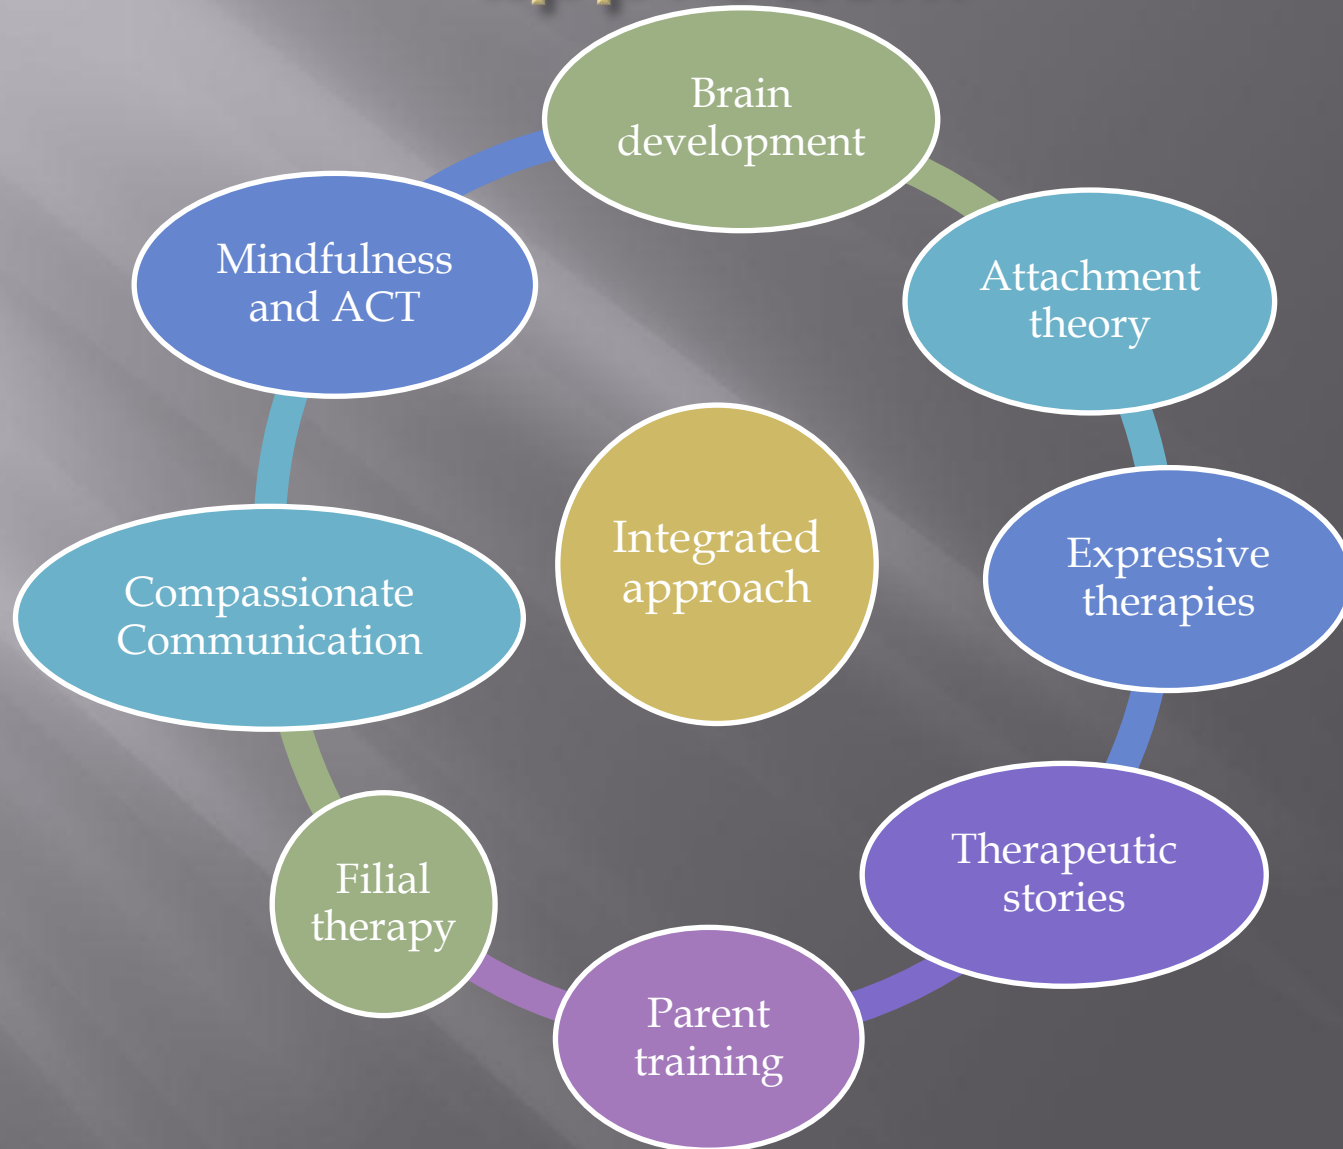 Brain
development
Attachment
theory
Expressive
therapies
Therapeutic
stories
Parent
training
Filial
therapy
Compassionate
Communication
Mindfulness
and ACT
Integrated
approach